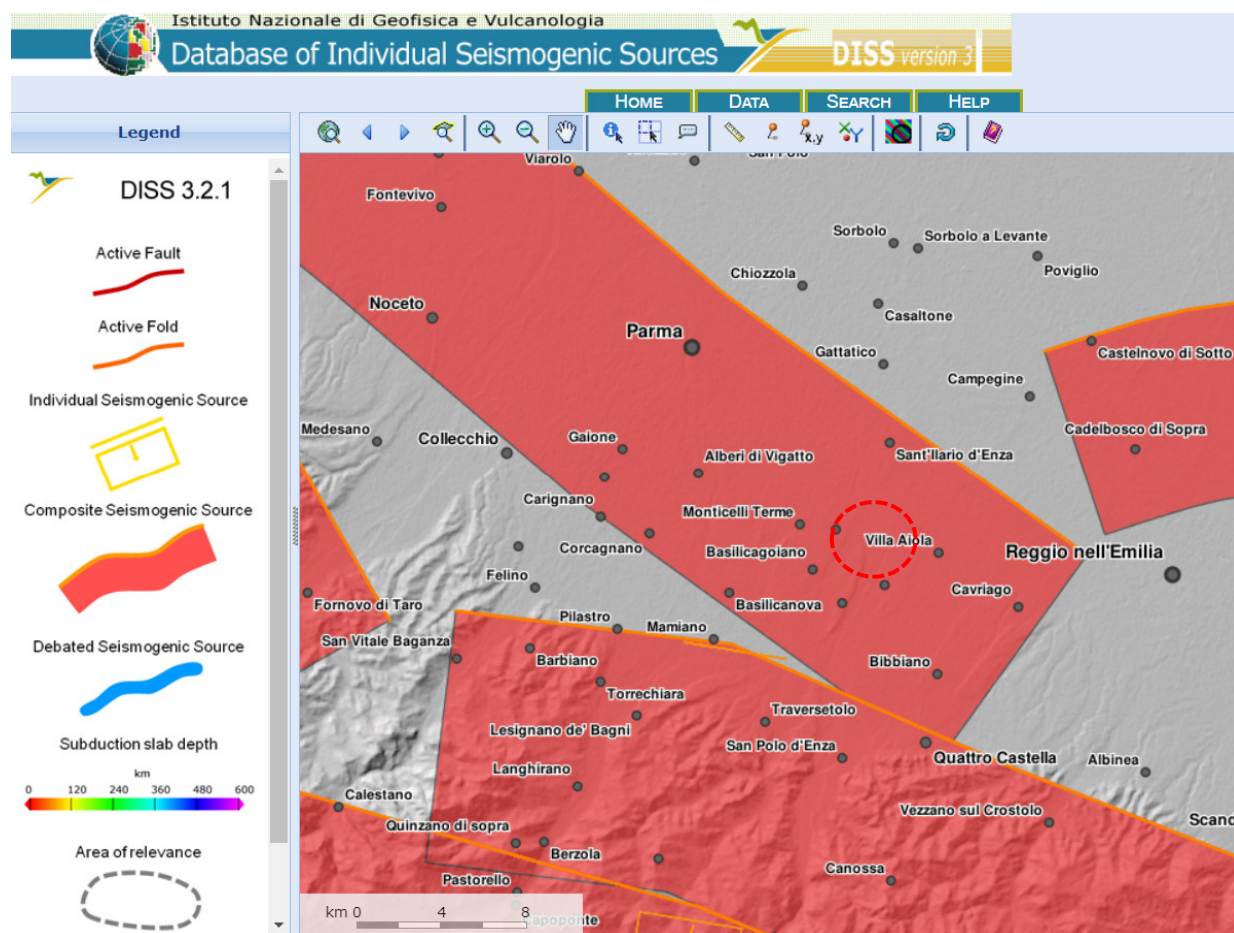 Istituto Nazionale di Geofisica e Vulcanologia
Database of Individual Seismogenic Sources
DISS version 3
HOME
DATA
SEARCH
HELP
Legend
DISS 3.2.1
Active Fault
Active Fold
Individual Seismogenic Source
Composite Seismogenic Source
Debated Seismogenic Source
Subduction slab depth
km
0 120 240 360 480 600
Area of relevance
x,y
Viarolo
San Polo
Fontevivo
Sorbolo
Sorbolo a Levante
Poviglio
Chiozzola
Noceto
Casaltone
Parma
Gattatico
Castelnovo di Sotto
Campegine
Medesano
Collecchio
Gaione
Cadelbosco di Sopra
Alberi di Vigatto
Sant'Ilario d'Enza
Carignano
Monticelli Terme
Villa Aiola
Corcagnano
Basilicagoiano
Reggio nell'Emilia
Felino
Cavriago
Fornovo di Taro
Basilicanova
Pilastro
Mamiano
San Vitale Baganza
Barbiano
Bibbiano
Torrechiara
Traversetolo
Lesignano de' Bagni
San Polo d'Enza
Quattro Castella
Albinea
Langhirano
Calestano
Vezzano sul Crostolo
Scand
Quinzano di sopra
Berzola
Canossa
Pastorello
km 0 4 8
Capoponte